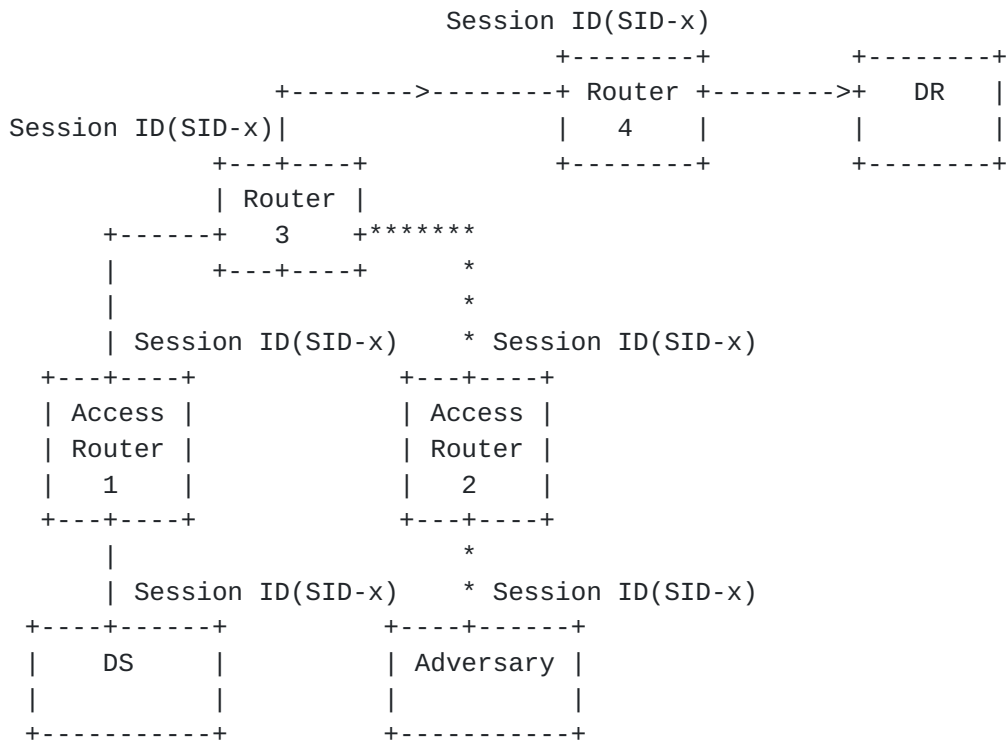 Session ID(SID-x)
                                    +--------+          +--------+
                  +-------->--------+ Router +-------->+   DR   |
Session ID(SID-x)|                  |   4    |          |        |
              +---+----+            +--------+          +--------+
              | Router |
       +------+   3    +*******
       |      +---+----+      *
       |                      *
       | Session ID(SID-x)    * Session ID(SID-x)
   +---+----+             +---+----+
   | Access |             | Access |
   | Router |             | Router |
   |   1    |             |   2    |
   +---+----+             +---+----+
       |                      *
       | Session ID(SID-x)    * Session ID(SID-x)
  +----+------+          +----+------+
  |    DS     |          | Adversary |
  |           |          |           |
  +-----------+          +-----------+